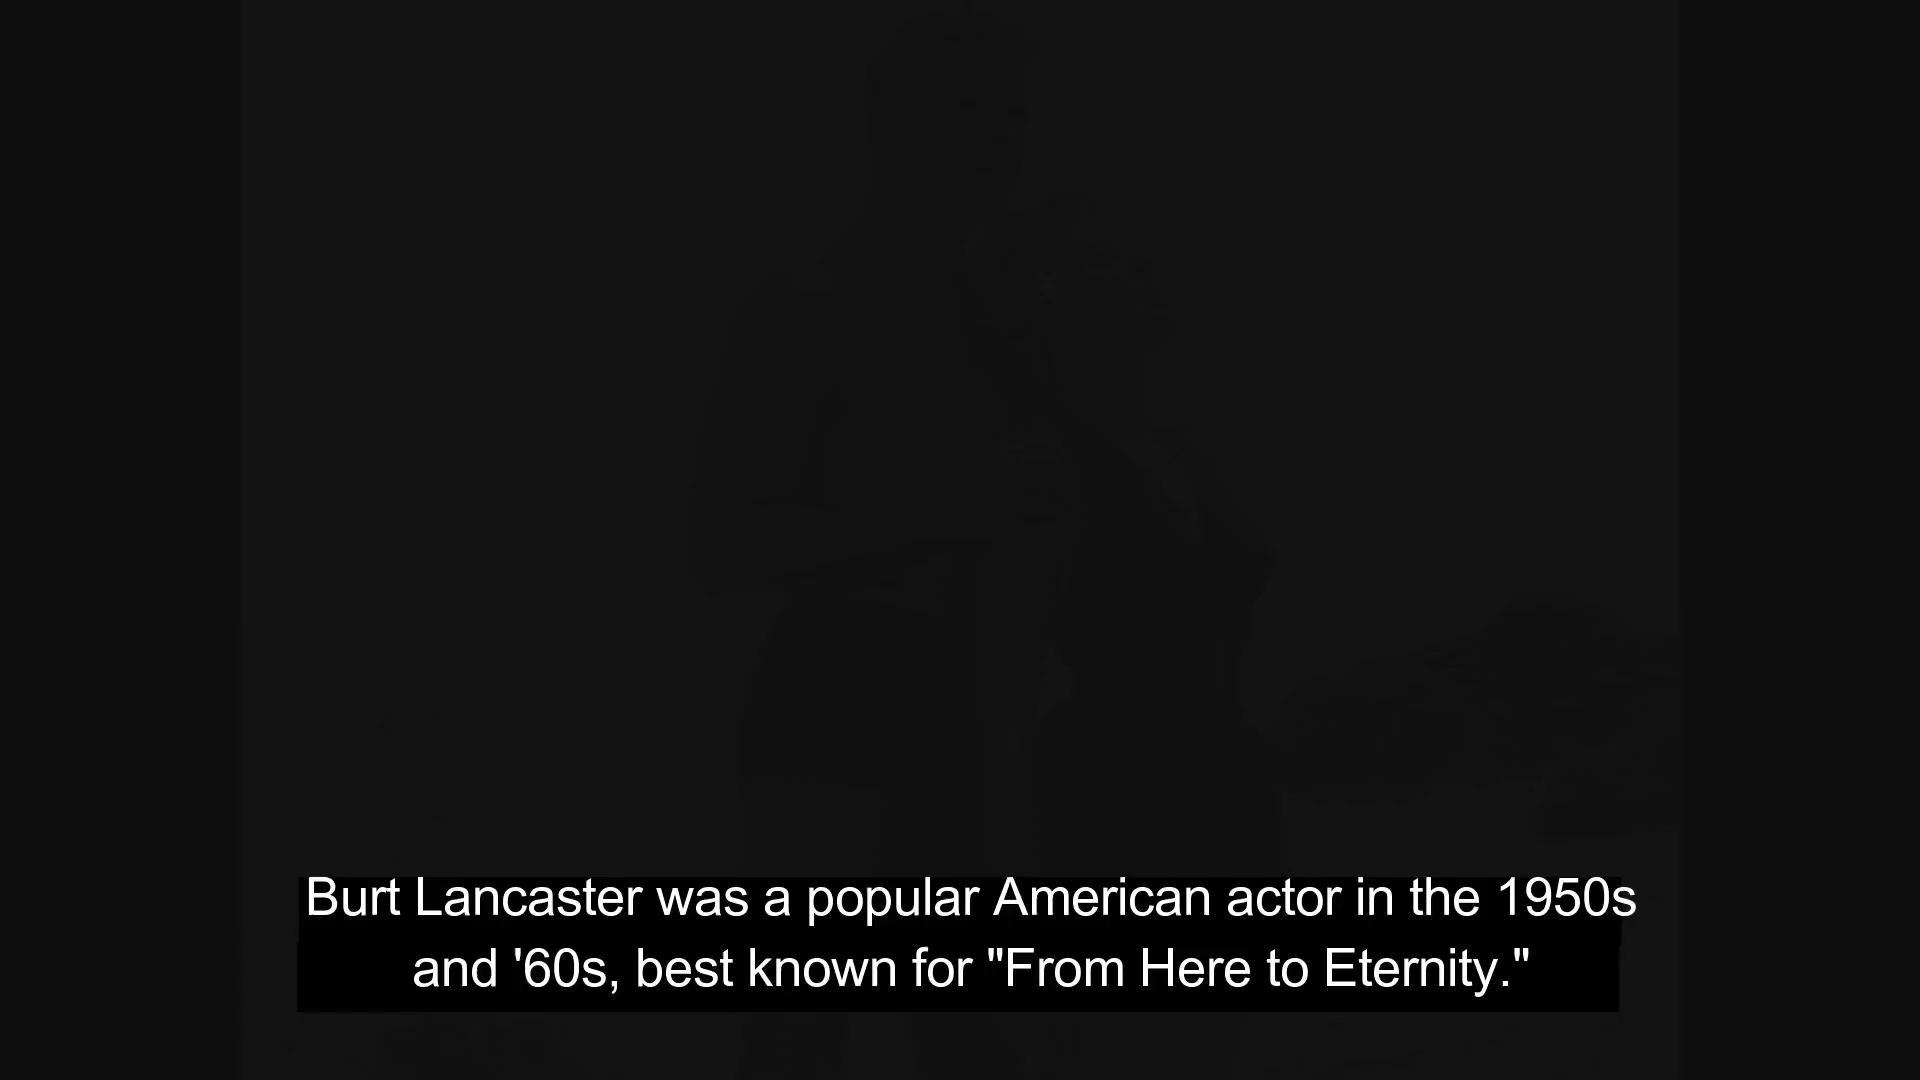 Burt Lancaster was a popular American actor in the 1950s
and '60s, best known for "From Here to Eternity."